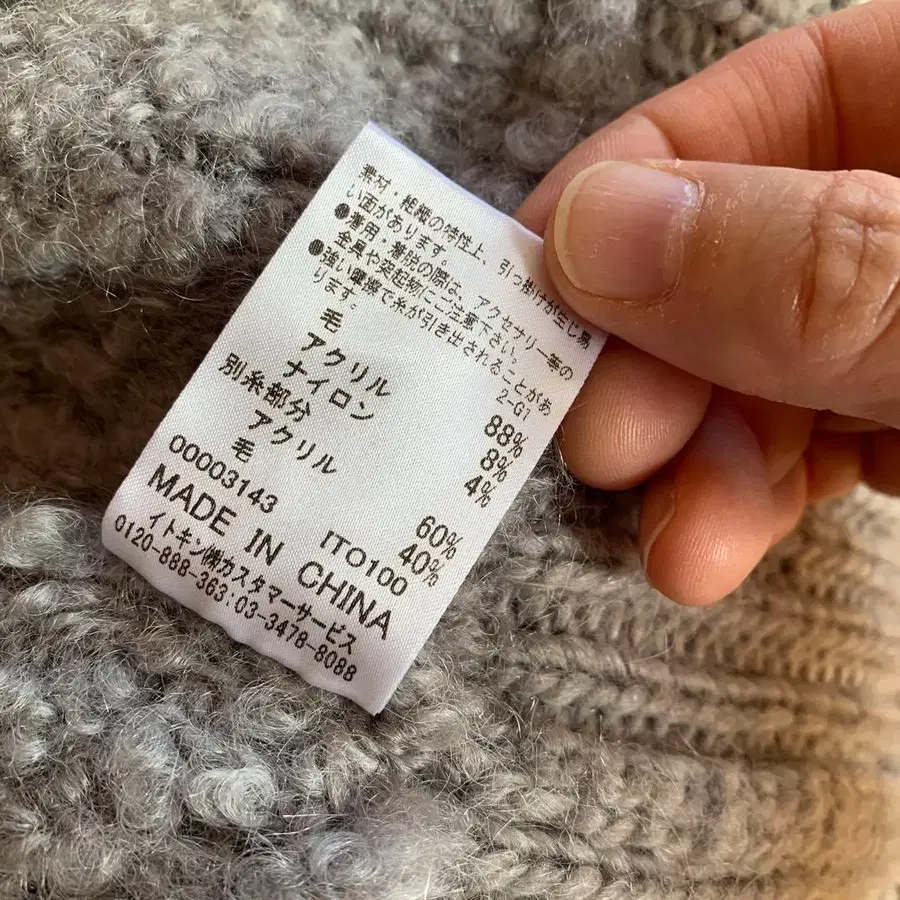 素材・組織の特性上、引っ掛けが生じ易
い面があります。
●着用・着脱の際は、アクセサリー等の
金具や突起物にご注意下さい。
●強い摩擦で糸が引き出されることがあ
ります。
2-G1
毛 88%
アクリル 8%
ナイロン 4%
別糸部分
アクリル 60%
毛 40%
00003143 ITO100
MADE IN CHINA
イトキン㈱カスタマーサービス
0120-888-363:03-3478-8088